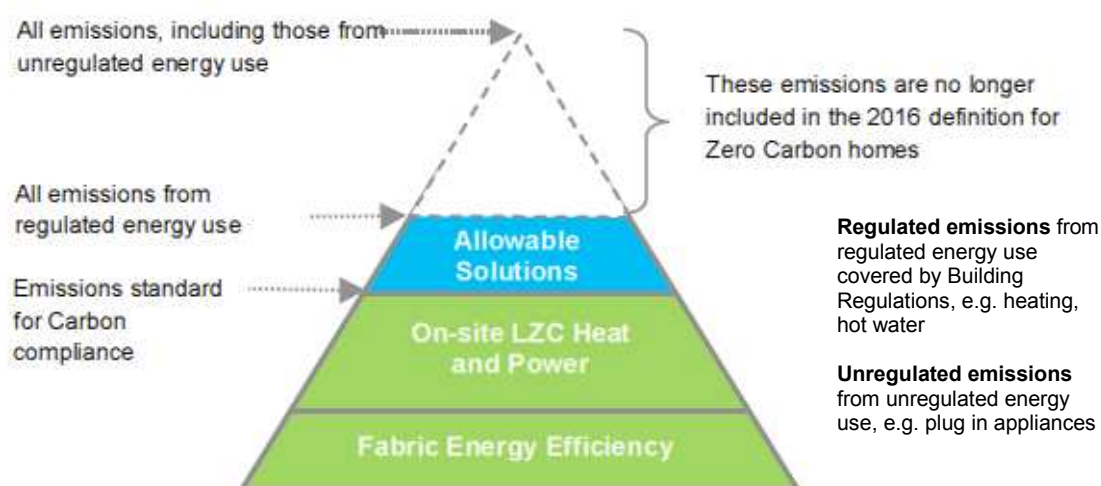 All emissions, including those from
unregulated energy use
These emissions are no longer
included in the 2016 definition for
Zero Carbon homes
All emissions from
regulated energy use
Allowable
Solutions
Regulated emissions from
regulated energy use
covered by Building
Regulations, e.g. heating,
hot water
Emissions standard
for Carbon
compliance
On-site LZC Heat
and Power
Unregulated emissions
from unregulated energy
use, e.g. plug in appliances
Fabric Energy Efficiency